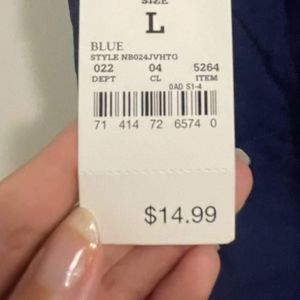 SIZE
L
BLUE
STYLE NB024JVHTG
022 04 5264
DEPT CL ITEM
0AD S1-4
71 414 72 6574 0
$14.99